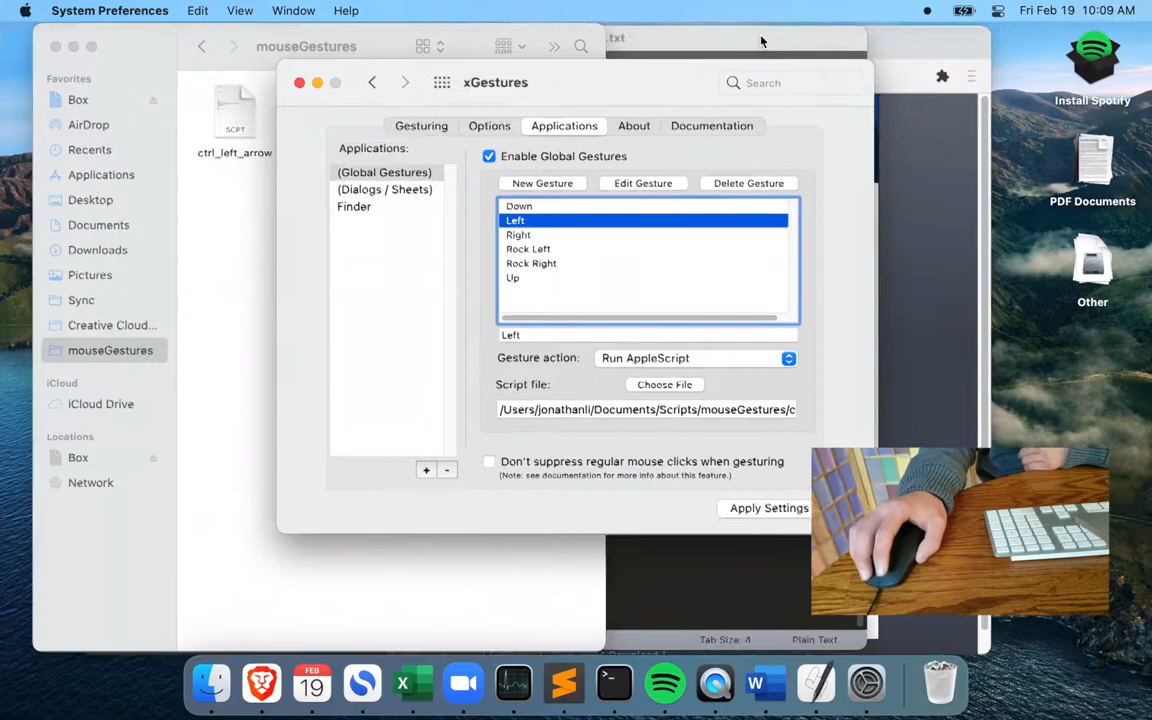 System Preferences Edit View Window Help Fri Feb 19 10:09 AM
mouseGestures
.txt
Favorites
Box
AirDrop
Recents
Applications
Desktop
Documents
Downloads
Pictures
Sync
Creative Cloud...
mouseGestures
iCloud
iCloud Drive
Locations
Box
Network
SCPT
ctrl_left_arrow
xGestures
Search
Gesturing Options Applications About Documentation
Applications:
(Global Gestures)
(Dialogs / Sheets)
Finder
+ -
Enable Global Gestures
New Gesture Edit Gesture Delete Gesture
Down
Left
Right
Rock Left
Rock Right
Up
Left
Gesture action: Run AppleScript
Script file: Choose File
/Users/jonathanli/Documents/Scripts/mouseGestures/c
Don't suppress regular mouse clicks when gesturing
(Note: see documentation for more info about this feature.)
Apply Settings
Tab Size: 4 Plain Text
Install Spotify
PDF Documents
Other
FEB
19